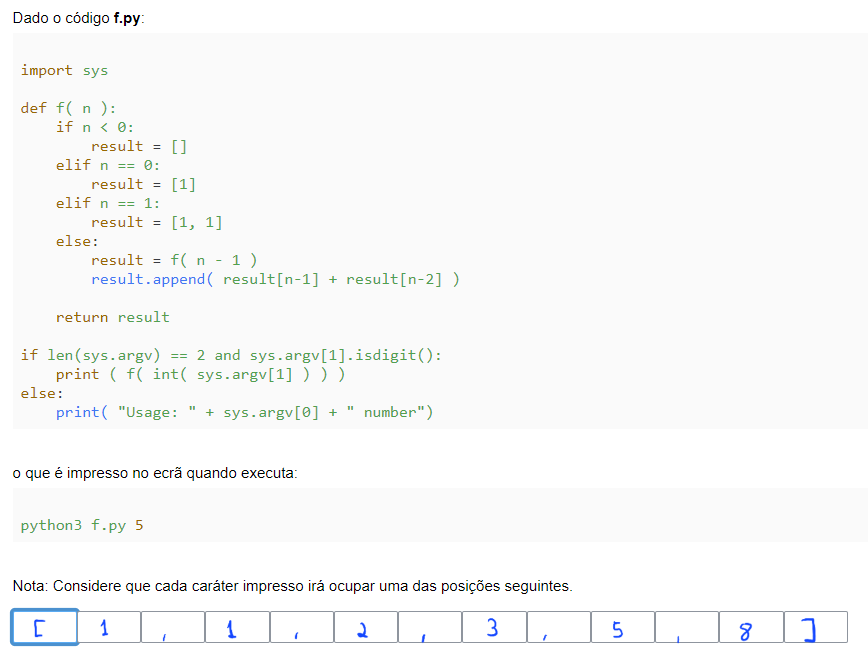 Dado o código f.py:
import sys
def f( n ):
    if n < 0:
        result = []
    elif n == 0:
        result = [1]
    elif n == 1:
        result = [1, 1]
    else:
        result = f( n - 1 )
        result.append( result[n-1] + result[n-2] )
    return result
if len(sys.argv) == 2 and sys.argv[1].isdigit():
    print ( f( int( sys.argv[1] ) ) )
else:
    print( "Usage: " + sys.argv[0] + " number")
o que é impresso no ecrã quando executa:
python3 f.py 5
Nota: Considere que cada caráter impresso irá ocupar uma das posições seguintes.
[ 1 , 1 , 2 , 3 , 5 , 8 ]